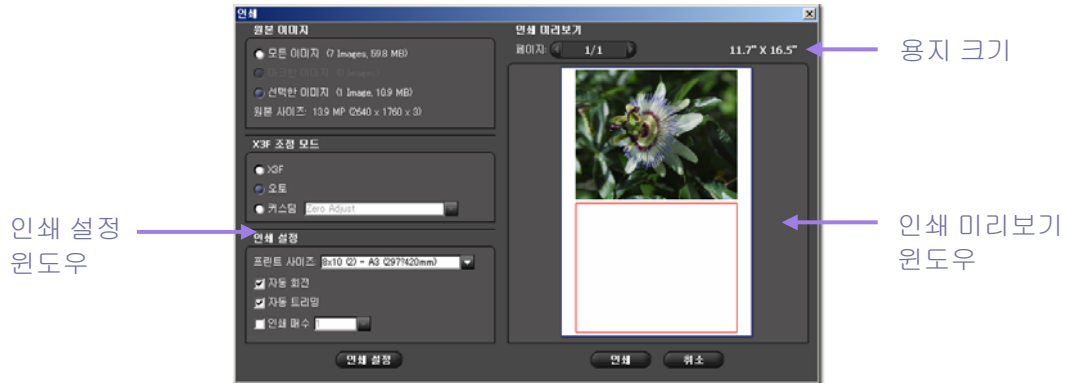 인쇄
원본 이미지
모든 이미지 (7 Images, 59.8 MB)
선택한 이미지 (1 Image, 10.9 MB)
원본 사이즈: 13.9 MP (2640 x 1760 x 3)
X3F 조정 모드
X3F
오토
커스텀 Zero Adjust
인쇄 설정
프린트 사이즈: 8x10 (2) - A3 (297?420mm)
자동 회전
자동 트리밍
인쇄 매수 1
인쇄 설정
인쇄 미리보기
페이지: 1/1 11.7" X 16.5"
인쇄 취소
용지 크기
인쇄 설정
윈도우
인쇄 미리보기
윈도우